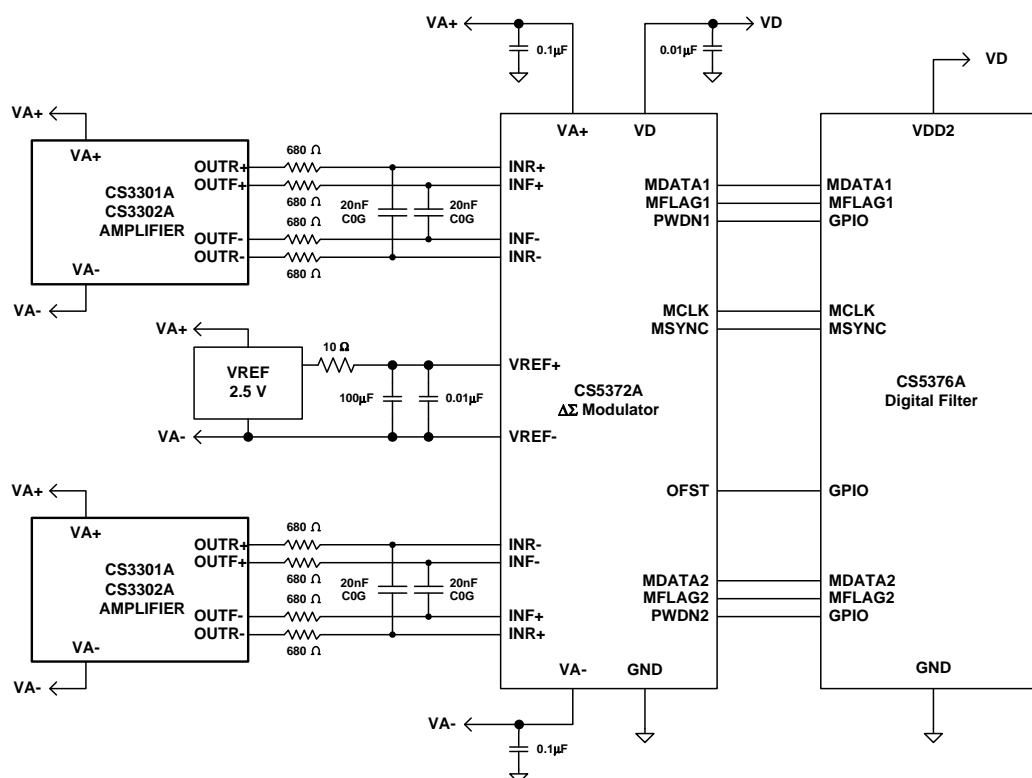 VA+
0.1µF
0.01µF
VD
VD
VA+
VA+
CS3301A
CS3302A
AMPLIFIER
VA-
OUTR+
OUTF+
OUTF-
OUTR-
VA-
680 Ω
680 Ω
680 Ω
680 Ω
20nF
C0G
20nF
C0G
VA+
VREF
2.5 V
10 Ω
100µF
0.01µF
VA-
VA+
VA+
CS3301A
CS3302A
AMPLIFIER
VA-
OUTR+
OUTF+
OUTF-
OUTR-
VA-
680 Ω
680 Ω
680 Ω
680 Ω
20nF
C0G
20nF
C0G
VA+
VD
INR+
INF+
INF-
INR-
VREF+
VREF-
CS5372A
ΔΣ Modulator
INR-
INF-
INF+
INR+
VA-
GND
MDATA1
MFLAG1
PWDN1
MCLK
MSYNC
OFST
MDATA2
MFLAG2
PWDN2
VDD2
MDATA1
MFLAG1
GPIO
MCLK
MSYNC
CS5376A
Digital Filter
GPIO
MDATA2
MFLAG2
GPIO
GND
VA-
0.1µF